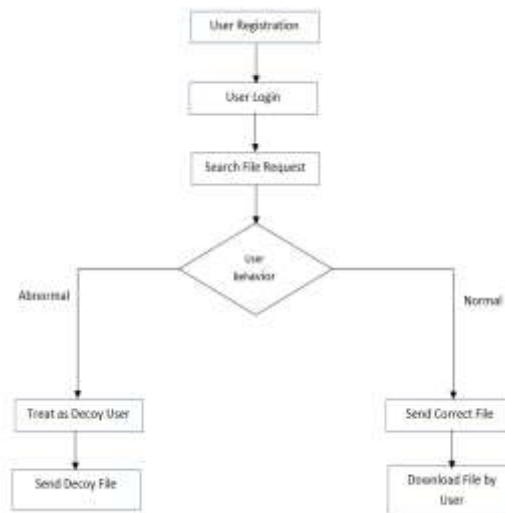 User Registration
User Login
Search File Request
User
Behavior
Abnormal
Normal
Treat as Decoy User
Send Correct File
Send Decoy File
Download File by
User